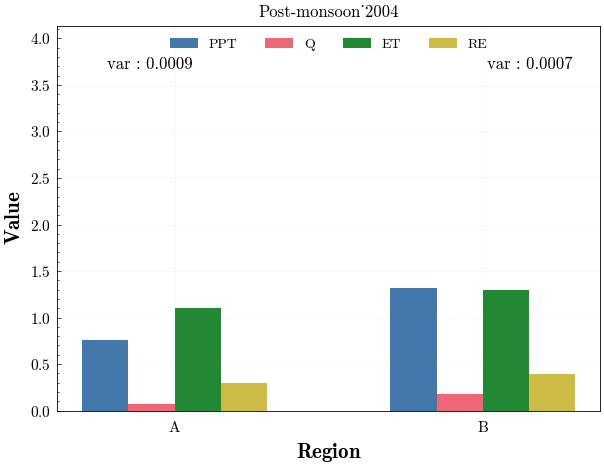 Post-monsoon˙2004
PPT Q ET RE
var : 0.0009 var : 0.0007
4.0
3.5
3.0
2.5
2.0
1.5
1.0
0.5
0.0
Value
A B
Region